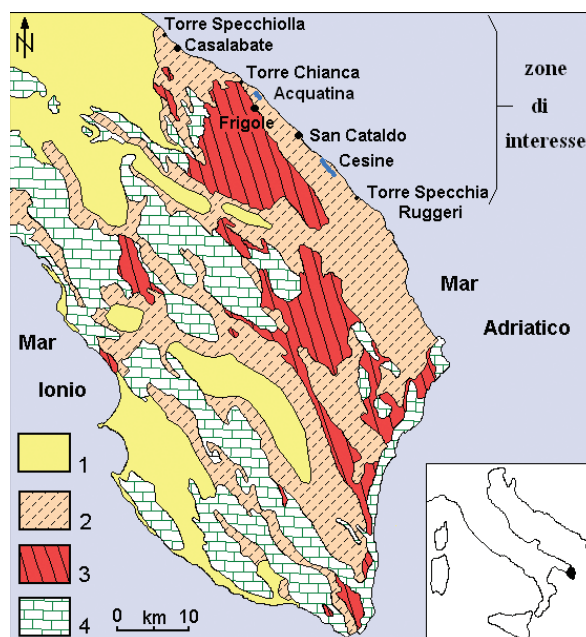 N
Torre Specchiolla
Casalabate
Torre Chianca
Acquatina
Frigole
San Cataldo
Cesine
Torre Specchia
Ruggeri
zone
di
interesse
Mar
Adriatico
Mar
Ionio
1
2
3
4
0 km 10